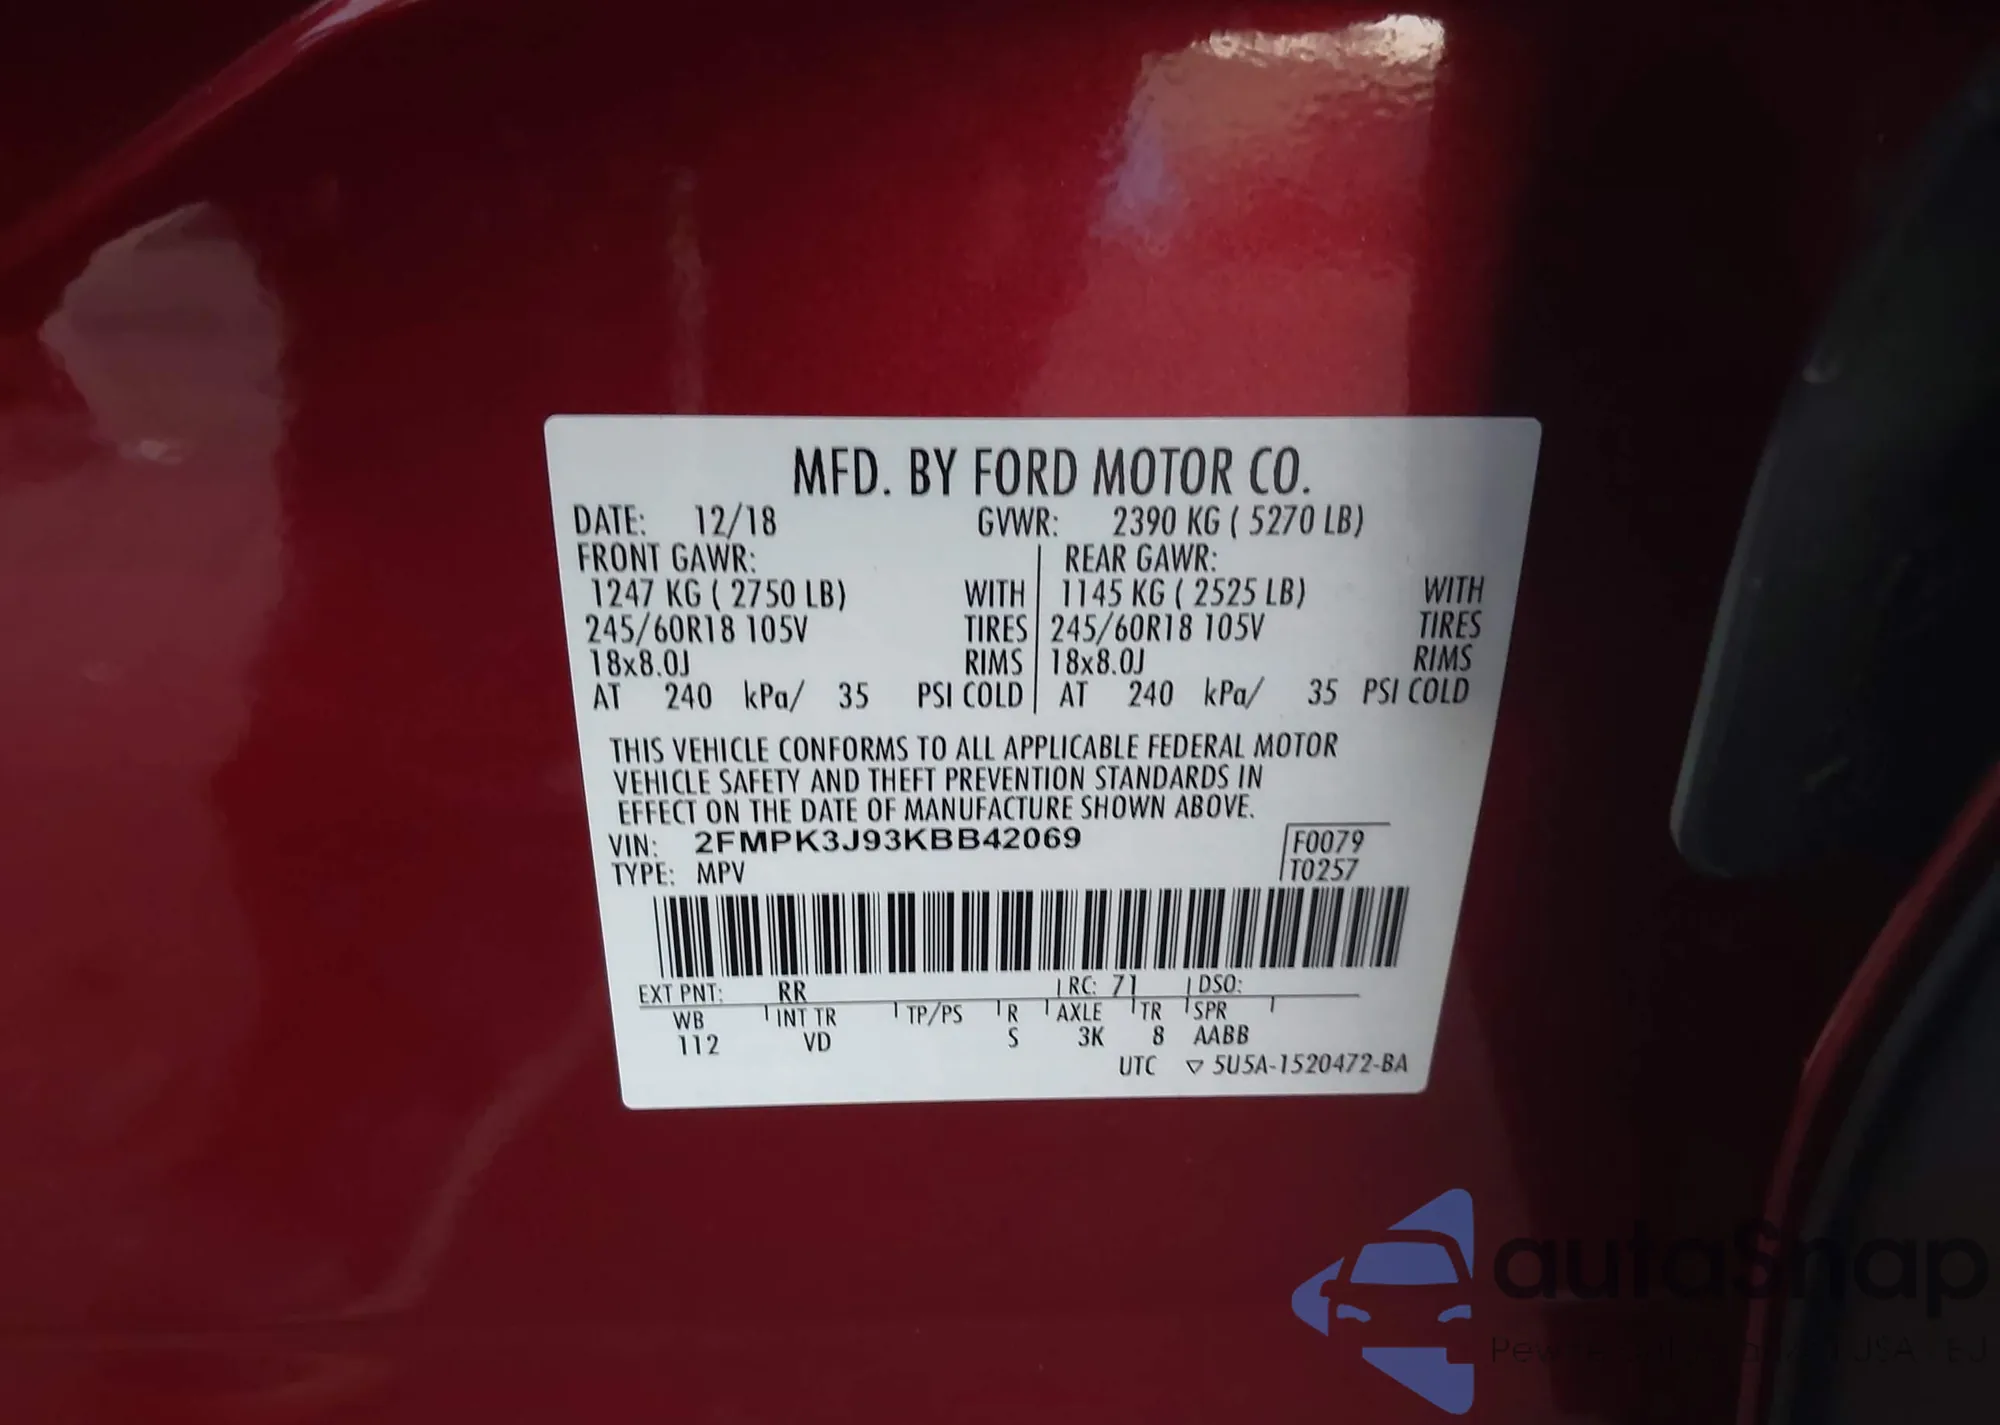 MFD. BY FORD MOTOR CO.
DATE: 12/18 GVWR: 2390 KG ( 5270 LB)
FRONT GAWR: REAR GAWR:
1247 KG ( 2750 LB) WITH 1145 KG ( 2525 LB) WITH
245/60R18 105V TIRES 245/60R18 105V TIRES
18x8.0J RIMS 18x8.0J RIMS
AT 240 kPa/ 35 PSI COLD AT 240 kPa/ 35 PSI COLD
THIS VEHICLE CONFORMS TO ALL APPLICABLE FEDERAL MOTOR
VEHICLE SAFETY AND THEFT PREVENTION STANDARDS IN
EFFECT ON THE DATE OF MANUFACTURE SHOWN ABOVE.
VIN: 2FMPK3J93KBB42069 F0079
TYPE: MPV T0257
EXT PNT: RR RC: 71 DSO:
WB INT TR TP/PS R AXLE TR SPR
112 VD S 3K 8 AABB
UTC ▽ 5U5A-1520472-BA
autoSnap